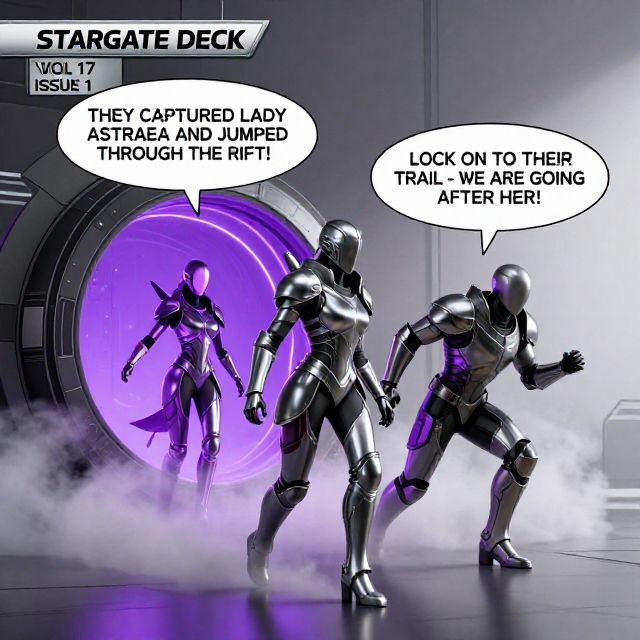 STARGATE DECK
VOL 17
ISSUE 1
THEY CAPTURED LADY
ASTRAEA AND JUMPED
THROUGH THE RIFT!
LOCK ON TO THEIR
TRAIL - WE ARE GOING
AFTER HER!